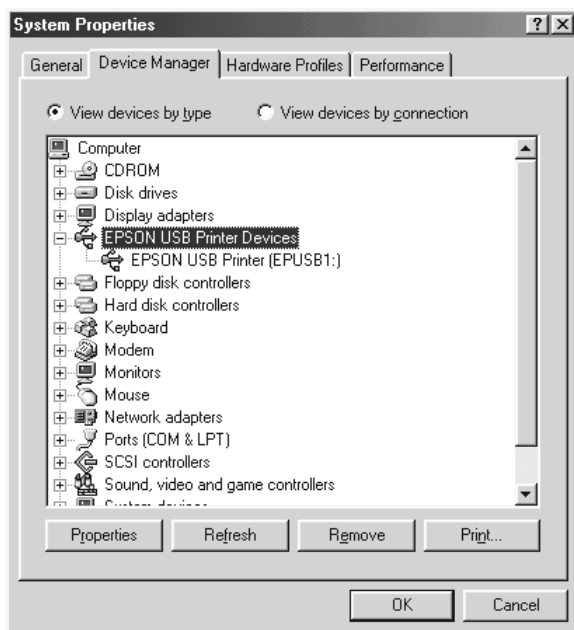 System Properties
General Device Manager Hardware Profiles Performance
View devices by type View devices by connection
Computer
CDROM
Disk drives
Display adapters
EPSON USB Printer Devices
EPSON USB Printer (EPUSB1:)
Floppy disk controllers
Hard disk controllers
Keyboard
Modem
Monitors
Mouse
Network adapters
Ports (COM & LPT)
SCSI controllers
Sound, video and game controllers
System devices
Properties Refresh Remove Print...
OK Cancel